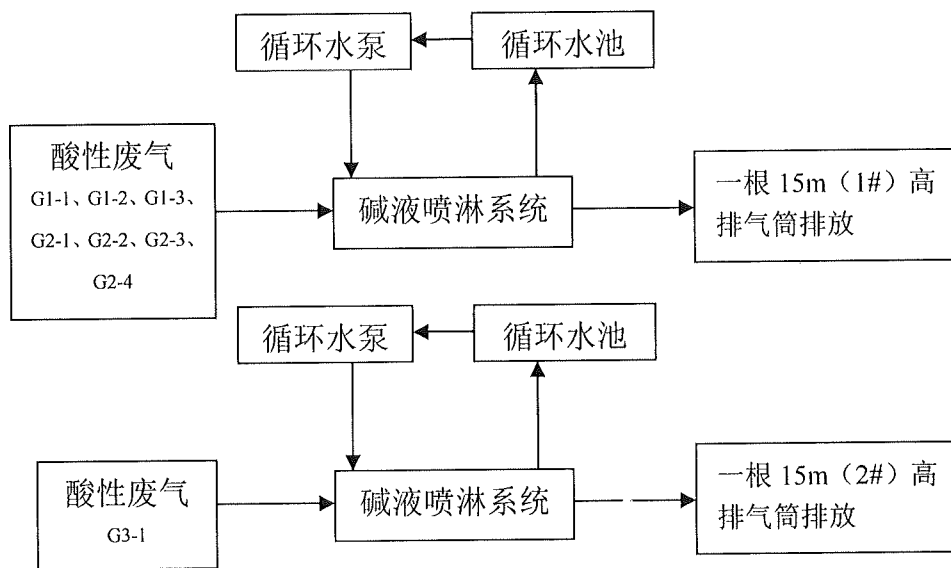 循环水泵
循环水池
酸性废气
G1-1、G1-2、G1-3、
G2-1、G2-2、G2-3、
G2-4
碱液喷淋系统
一根 15m（1#）高
排气筒排放
循环水泵
循环水池
酸性废气
G3-1
碱液喷淋系统
一根 15m（2#）高
排气筒排放